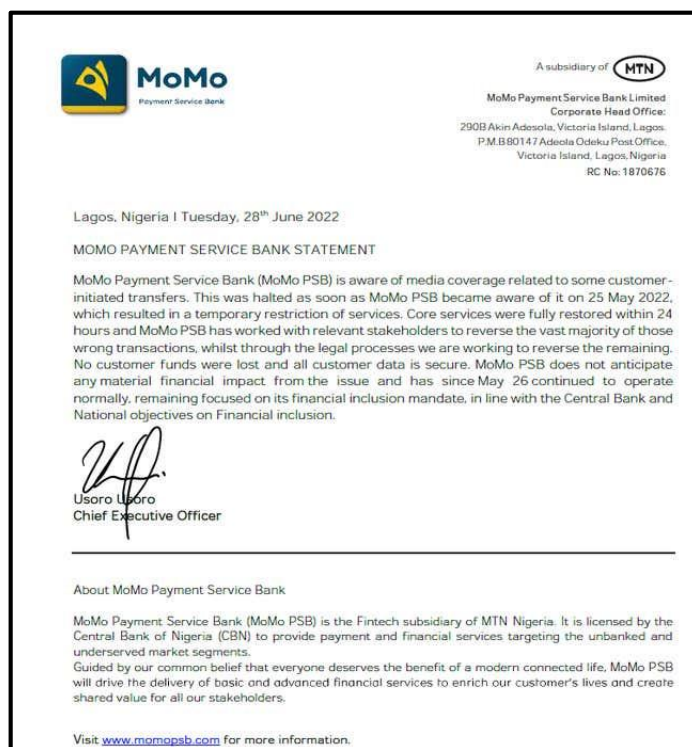 MoMo
Payment Service Bank
A subsidiary of MTN
MoMo Payment Service Bank Limited
Corporate Head Office:
290B Akin Adesola, Victoria Island, Lagos.
P.M.B 80147 Adeola Odeku Post Office,
Victoria Island, Lagos, Nigeria
RC No: 1870676
Lagos, Nigeria I Tuesday, 28th June 2022
MOMO PAYMENT SERVICE BANK STATEMENT
MoMo Payment Service Bank (MoMo PSB) is aware of media coverage related to some customer-
initiated transfers. This was halted as soon as MoMo PSB became aware of it on 25 May 2022,
which resulted in a temporary restriction of services. Core services were fully restored within 24
hours and MoMo PSB has worked with relevant stakeholders to reverse the vast majority of those
wrong transactions, whilst through the legal processes we are working to reverse the remaining.
No customer funds were lost and all customer data is secure. MoMo PSB does not anticipate
any material financial impact from the issue and has since May 26 continued to operate
normally, remaining focused on its financial inclusion mandate, in line with the Central Bank and
National objectives on Financial inclusion.
Usoro Usoro
Chief Executive Officer
About MoMo Payment Service Bank
MoMo Payment Service Bank (MoMo PSB) is the Fintech subsidiary of MTN Nigeria. It is licensed by the
Central Bank of Nigeria (CBN) to provide payment and financial services targeting the unbanked and
underserved market segments.
Guided by our common belief that everyone deserves the benefit of a modern connected life, MoMo PSB
will drive the delivery of basic and advanced financial services to enrich our customer's lives and create
shared value for all our stakeholders.
Visit www.momopsb.com for more information.